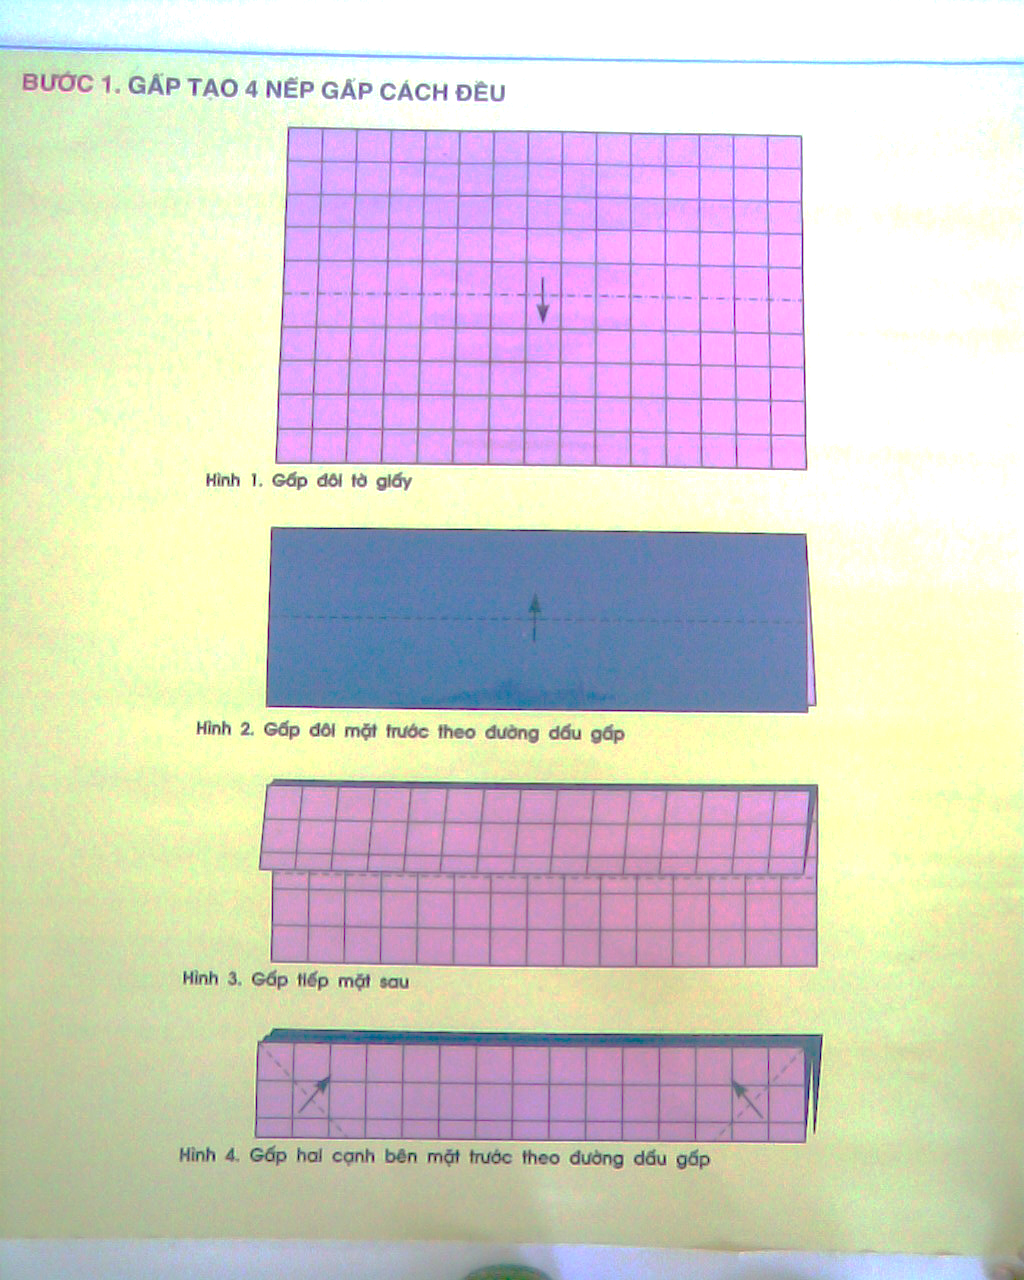 BƯỚC 1. GẤP TẠO 4 NẾP GẤP CÁCH ĐỀU
Hình 1. Gấp đôi tờ giấy
Hình 2. Gấp đôi mặt trước theo đường dấu gấp
Hình 3. Gấp tiếp mặt sau
Hình 4. Gấp hai cạnh bên mặt trước theo đường dấu gấp